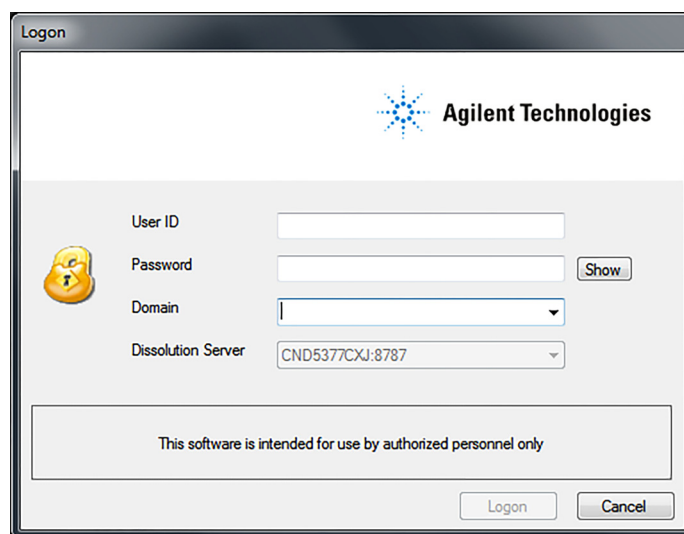 Logon
Agilent Technologies
User ID
Password
Show
Domain
Dissolution Server
CND5377CXJ:8787
This software is intended for use by authorized personnel only
Logon
Cancel